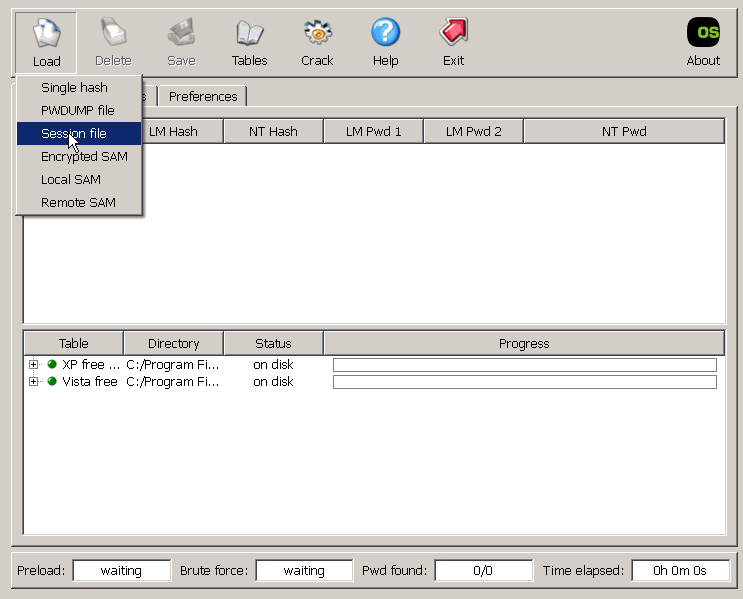 Load Delete Save Tables Crack Help Exit OS About
Single hash
Preferences
PWDUMP file
Session file
LM Hash NT Hash LM Pwd 1 LM Pwd 2 NT Pwd
Encrypted SAM
Local SAM
Remote SAM
Table Directory Status Progress
XP free ... C:/Program Fi... on disk
Vista free C:/Program Fi... on disk
Preload: waiting Brute force: waiting Pwd found: 0/0 Time elapsed: 0h 0m 0s